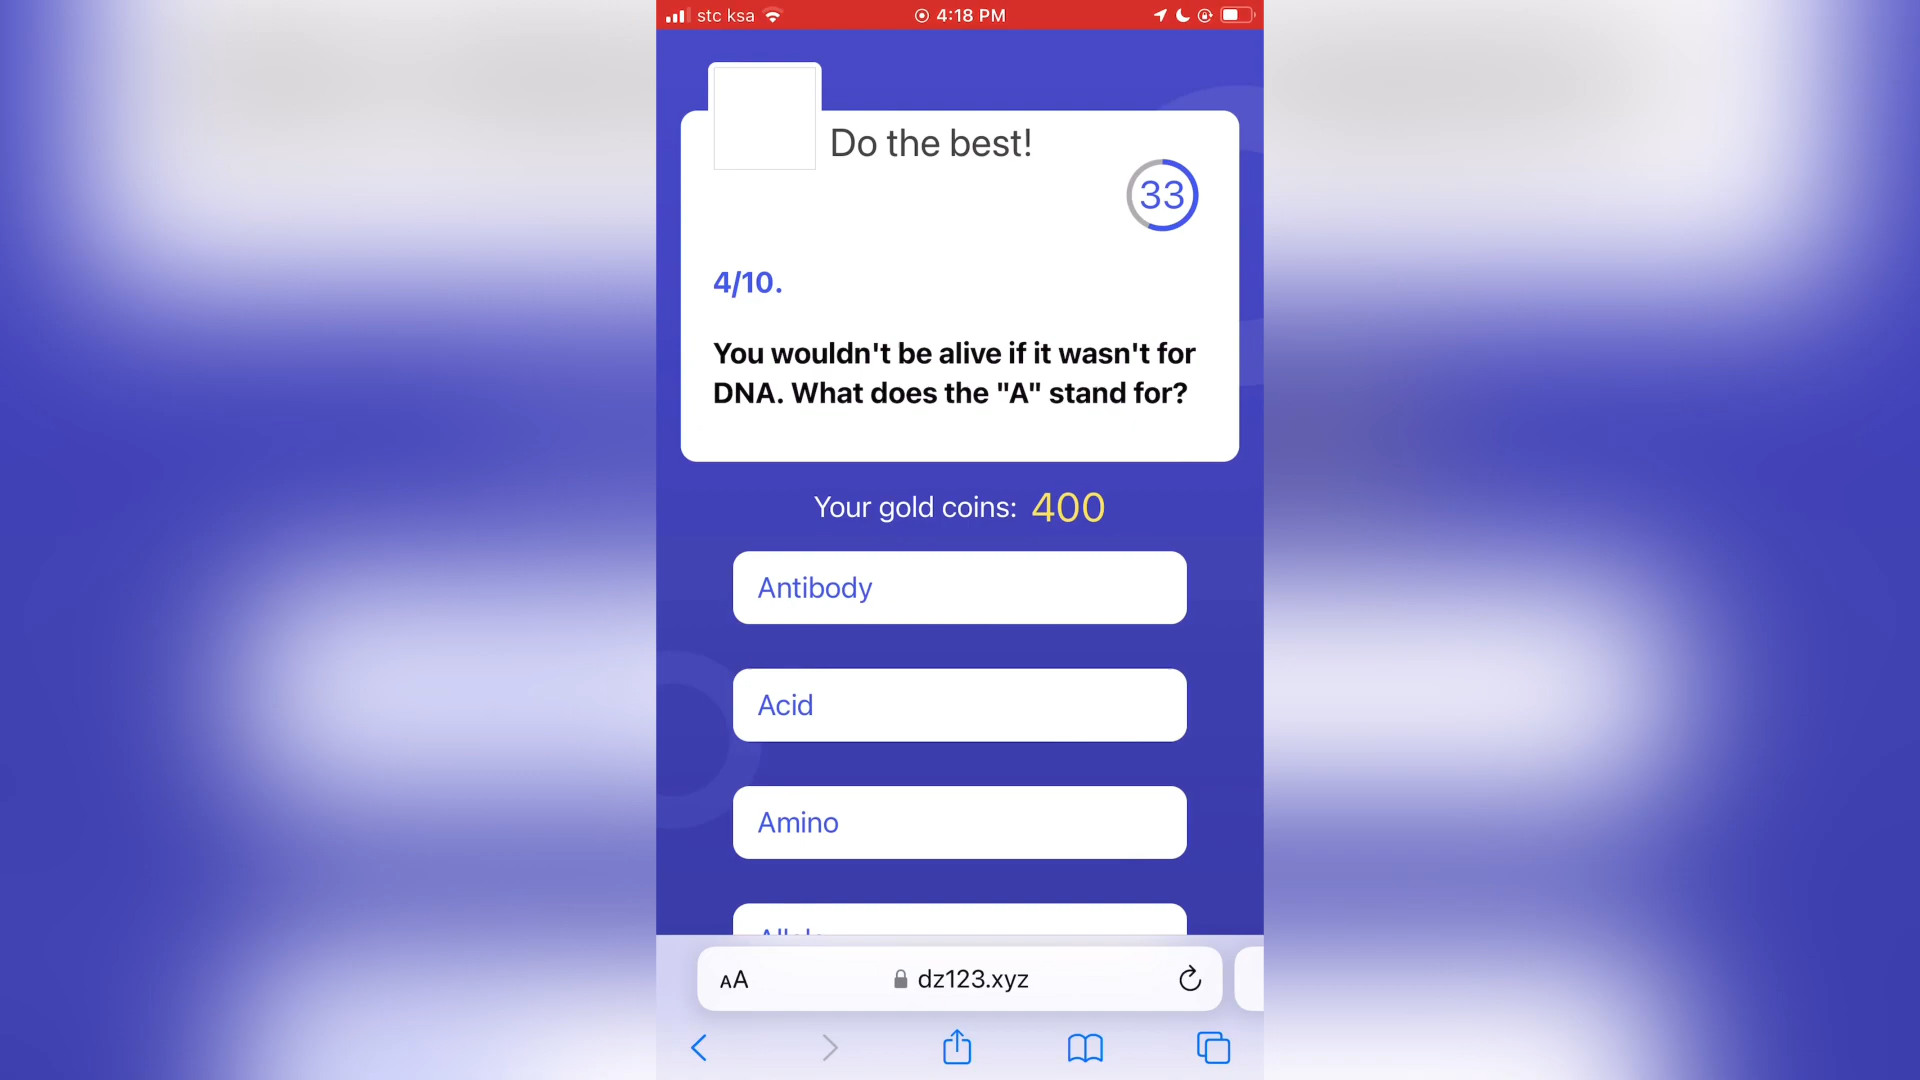 stc ksa
4:18 PM
Do the best!
33
4/10.
You wouldn't be alive if it wasn't for
DNA. What does the "A" stand for?
Your gold coins: 400
Antibody
Acid
Amino
AA
dz123.xyz